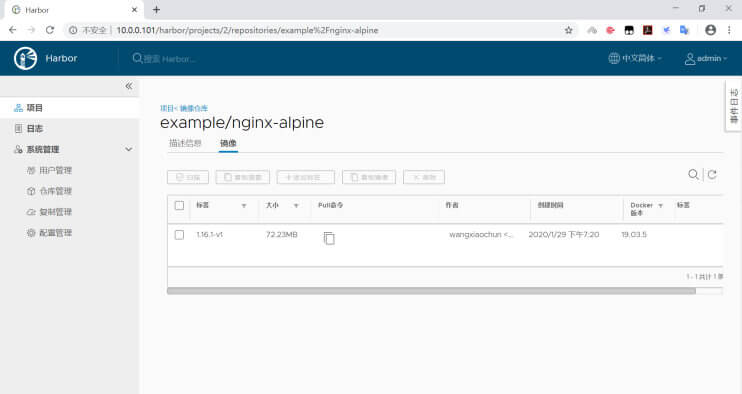 Harbor
不安全 10.0.0.101/harbor/projects/2/repositories/example%2Fnginx-alpine
Harbor
搜索 Harbor...
中文简体
admin
项目
日志
系统管理
用户管理
仓库管理
复制管理
配置管理
事件日志
项目< 镜像仓库
example/nginx-alpine
描述信息
镜像
扫描
复制摘要
+ 添加标签
复制镜像
× 删除
标签
大小
Pull命令
作者
创建时间
Docker 版本
标签
1.16.1-v1
72.23MB
wangxiaochun <...
2020/1/29 下午7:20
19.03.5
1 - 1 共计 1 条